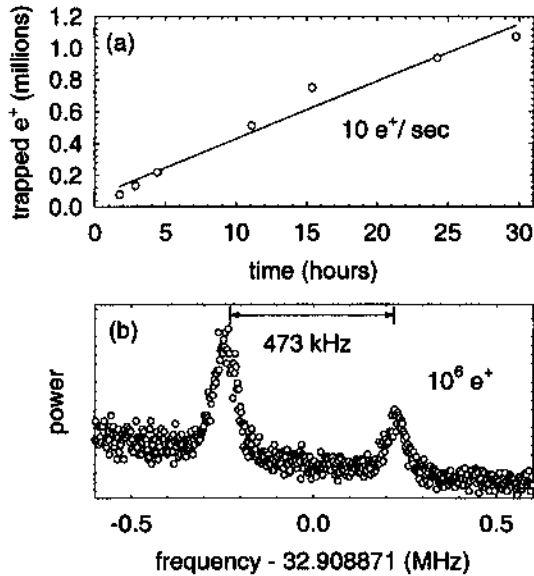 (a)
trapped e⁺ (millions)
1.2
1.0
0.8
0.6
0.4
0.2
0.0
10 e⁺/ sec
0 5 10 15 20 25 30
time (hours)
(b)
473 kHz
10⁶ e⁺
power
-0.5 0.0 0.5
frequency - 32.908871 (MHz)